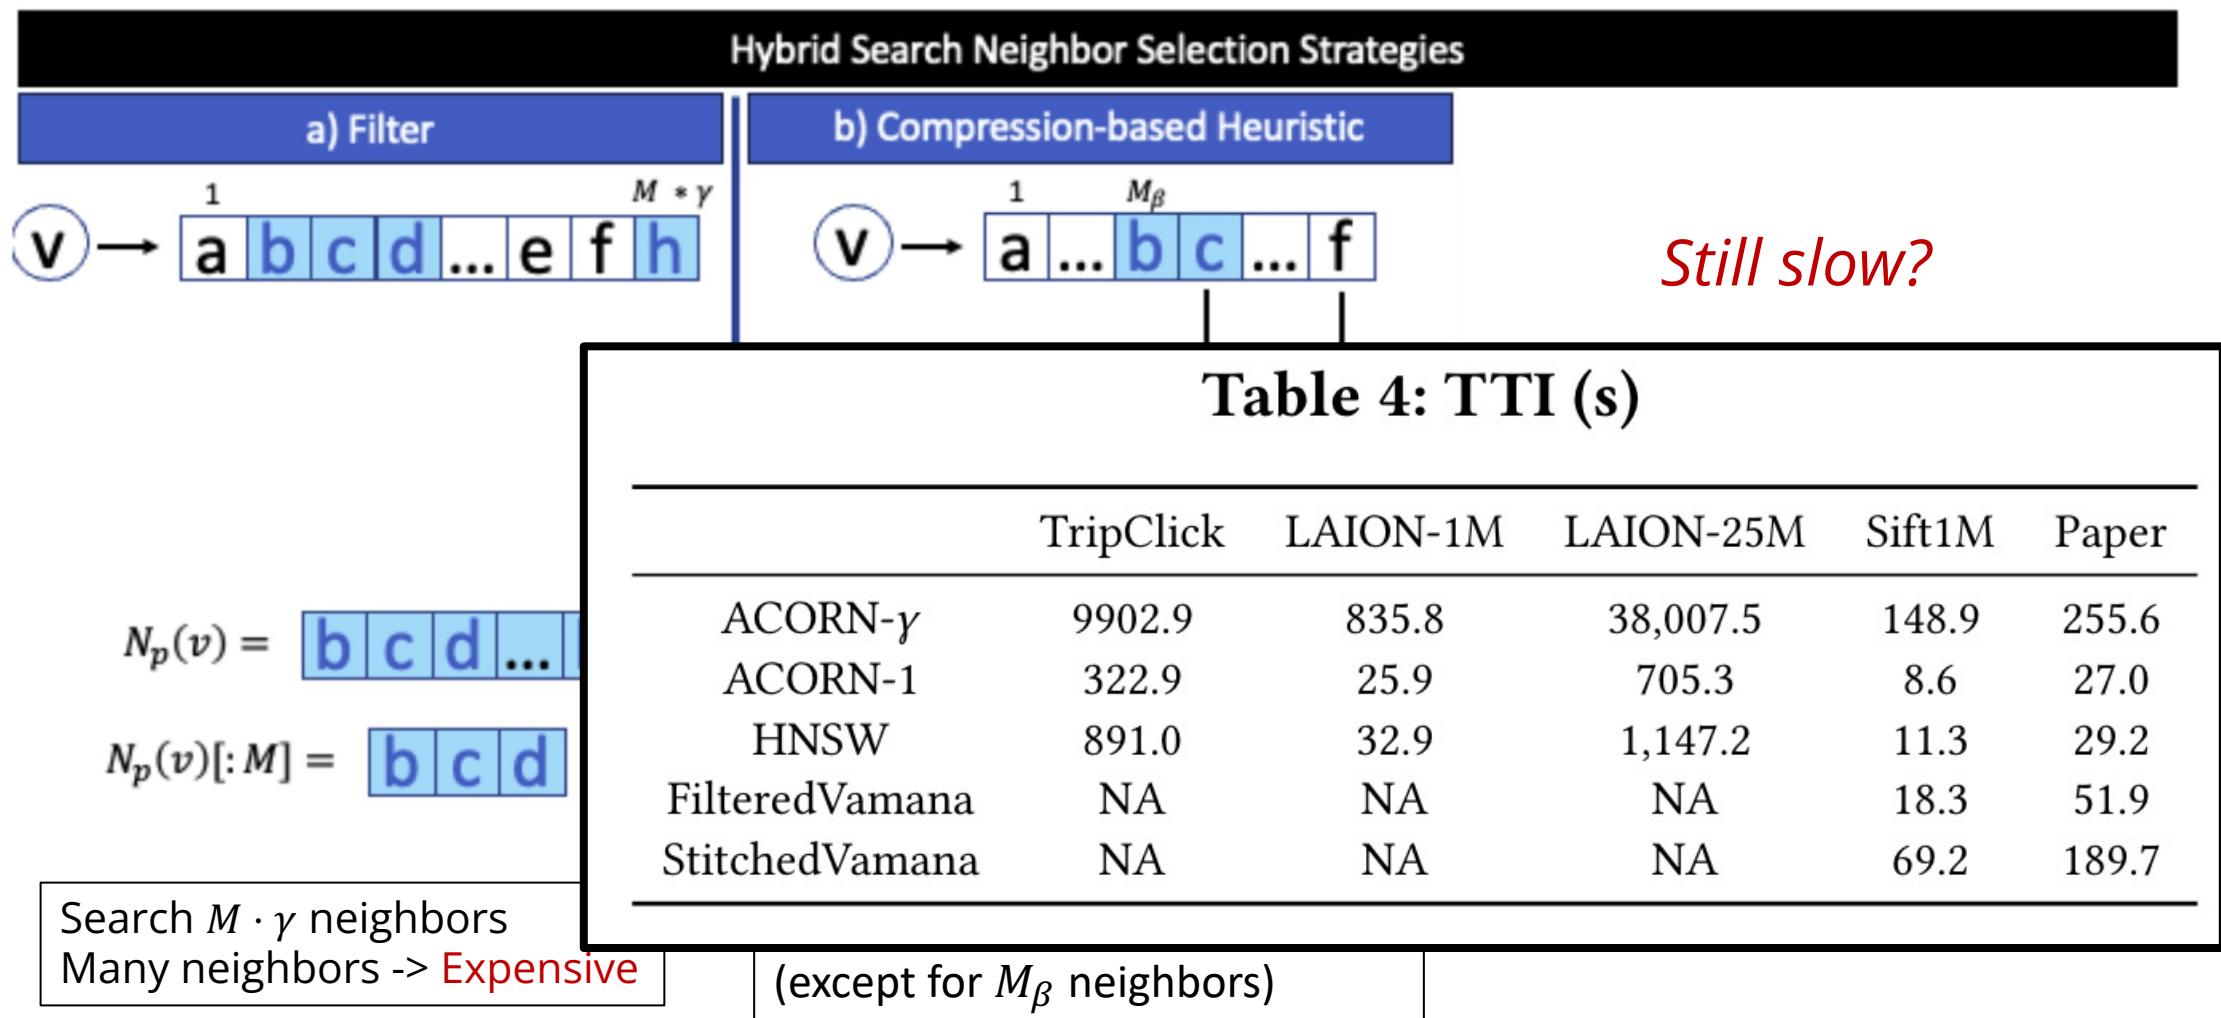 Hybrid Search Neighbor Selection Strategies
a) Filter
b) Compression-based Heuristic
1 M * γ
v a b c d ... e f h
1 M_β
v a ... b c ... f
Still slow?
Table 4: TTI (s)
TripClick LAION-1M LAION-25M Sift1M Paper
ACORN-γ 9902.9 835.8 38,007.5 148.9 255.6
ACORN-1 322.9 25.9 705.3 8.6 27.0
HNSW 891.0 32.9 1,147.2 11.3 29.2
FilteredVamana NA NA NA 18.3 51.9
StitchedVamana NA NA NA 69.2 189.7
N_p(v) = b c d ...
N_p(v)[: M] = b c d
Search M · γ neighbors
Many neighbors -> Expensive
(except for M_β neighbors)